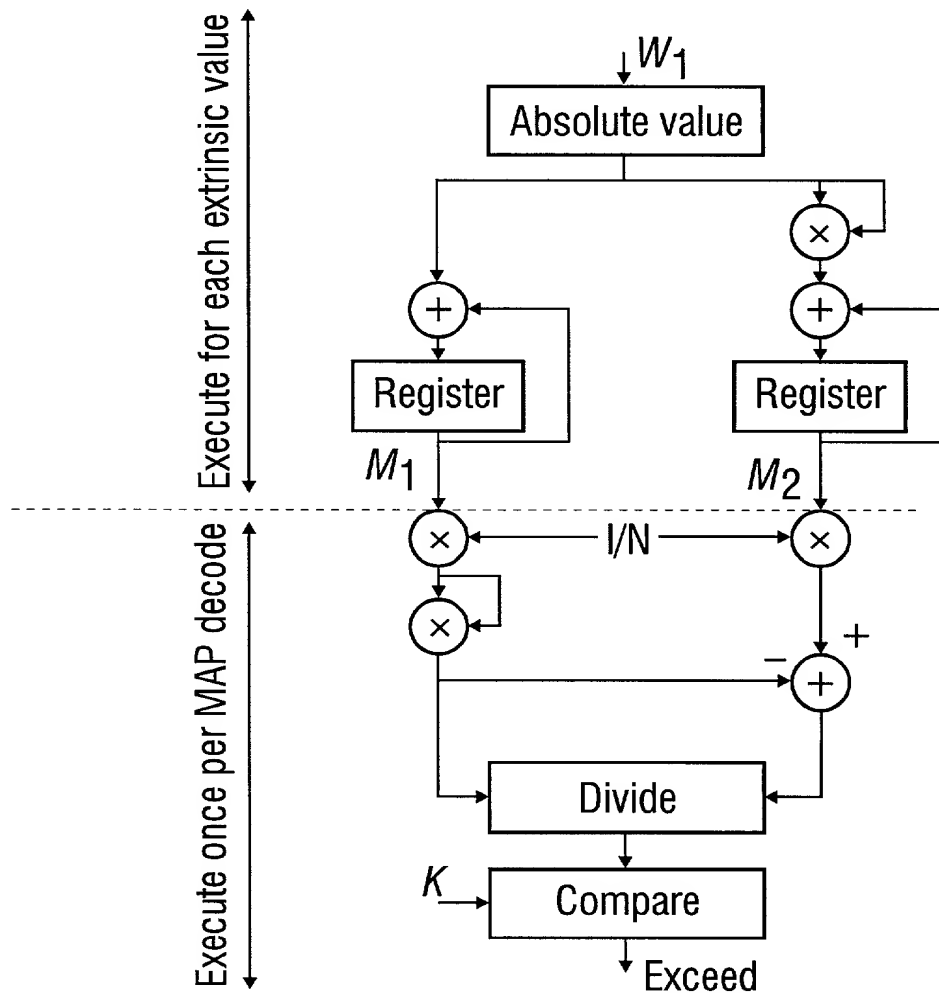 Execute for each extrinsic value
W1
Absolute value
×
+
+
Register
Register
M1
M2
×
I/N
×
×
+
−
+
Execute once per MAP decode
Divide
K
Compare
Exceed